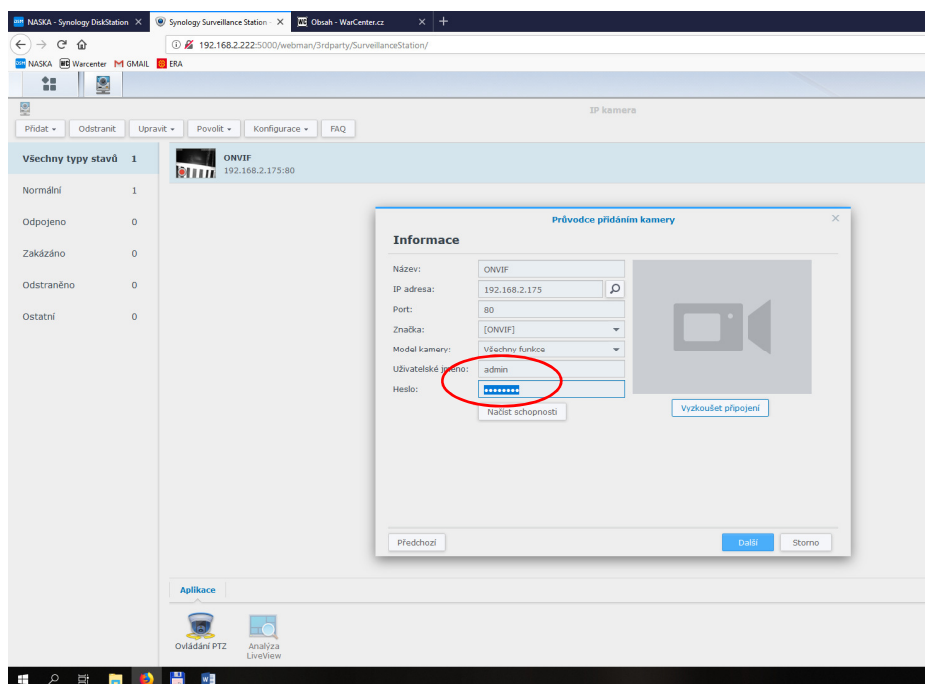 NASKA - Synology DiskStation
Synology Surveillance Station -
Obsah - WarCenter.cz
192.168.2.222:5000/webman/3rdparty/SurveillanceStation/
NASKA Warcenter GMAIL ERA
IP kamera
Přidat Odstranit Upravit Povolit Konfigurace FAQ
Všechny typy stavů 1
Normální 1
Odpojeno 0
Zakázáno 0
Odstraněno 0
Ostatní 0
ONVIF
192.168.2.175:80
Průvodce přidáním kamery
Informace
Název: ONVIF
IP adresa: 192.168.2.175
Port: 80
Značka: [ONVIF]
Model kamery: Všechny funkce
Uživatelské jméno: admin
Heslo: ••••••••
Načíst schopnosti
Vyzkoušet připojení
Předchozí
Další
Storno
Aplikace
Ovládání PTZ
Analýza
LiveView